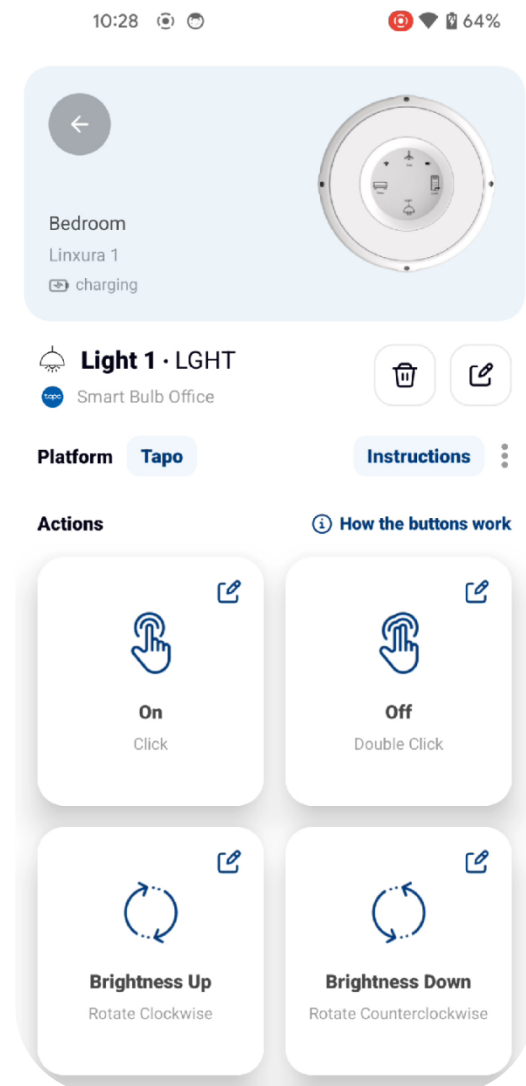 10:28 64%
Bedroom
Linxura 1
charging
Light 1 · LGHT
tapo Smart Bulb Office
Platform Tapo Instructions
Actions How the buttons work
On Off
Click Double Click
Brightness Up Brightness Down
Rotate Clockwise Rotate Counterclockwise